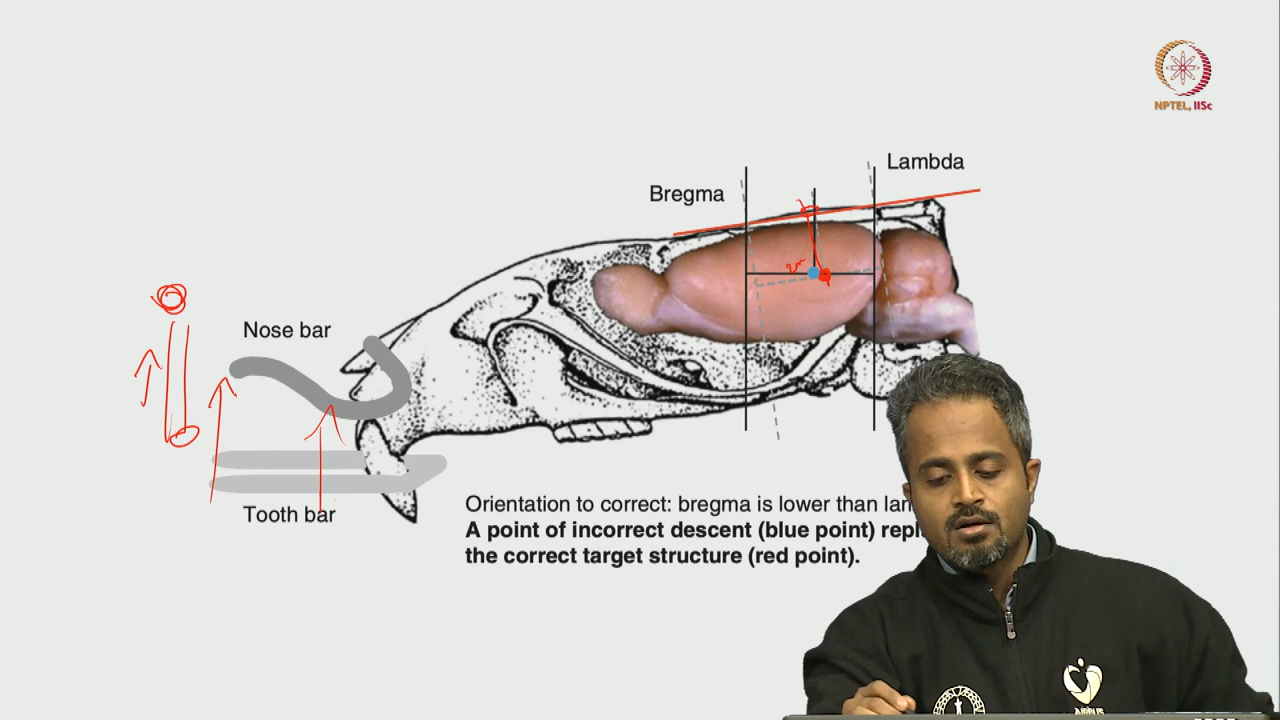 NPTEL, IISc
Lambda
Bregma
Nose bar
Tooth bar
Orientation to correct: bregma is lower than
A point of incorrect descent (blue point)
the correct target structure (red point).